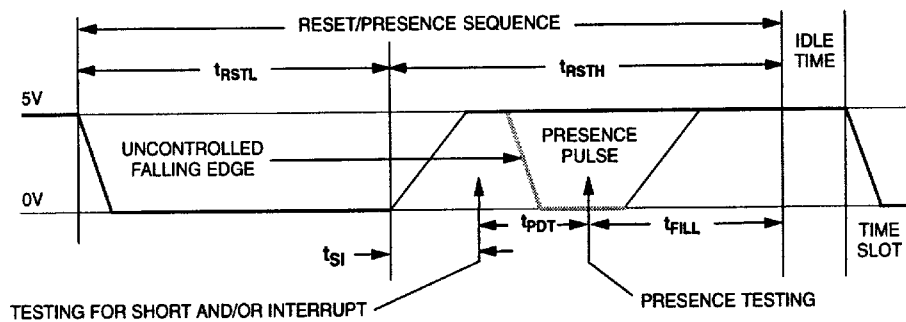 RESET/PRESENCE SEQUENCE
IDLE
TIME
tRSTL
tRSTH
5V
UNCONTROLLED
FALLING EDGE
PRESENCE
PULSE
0V
tPDT
tFILL
TIME
SLOT
tSI
TESTING FOR SHORT AND/OR INTERRUPT
PRESENCE TESTING